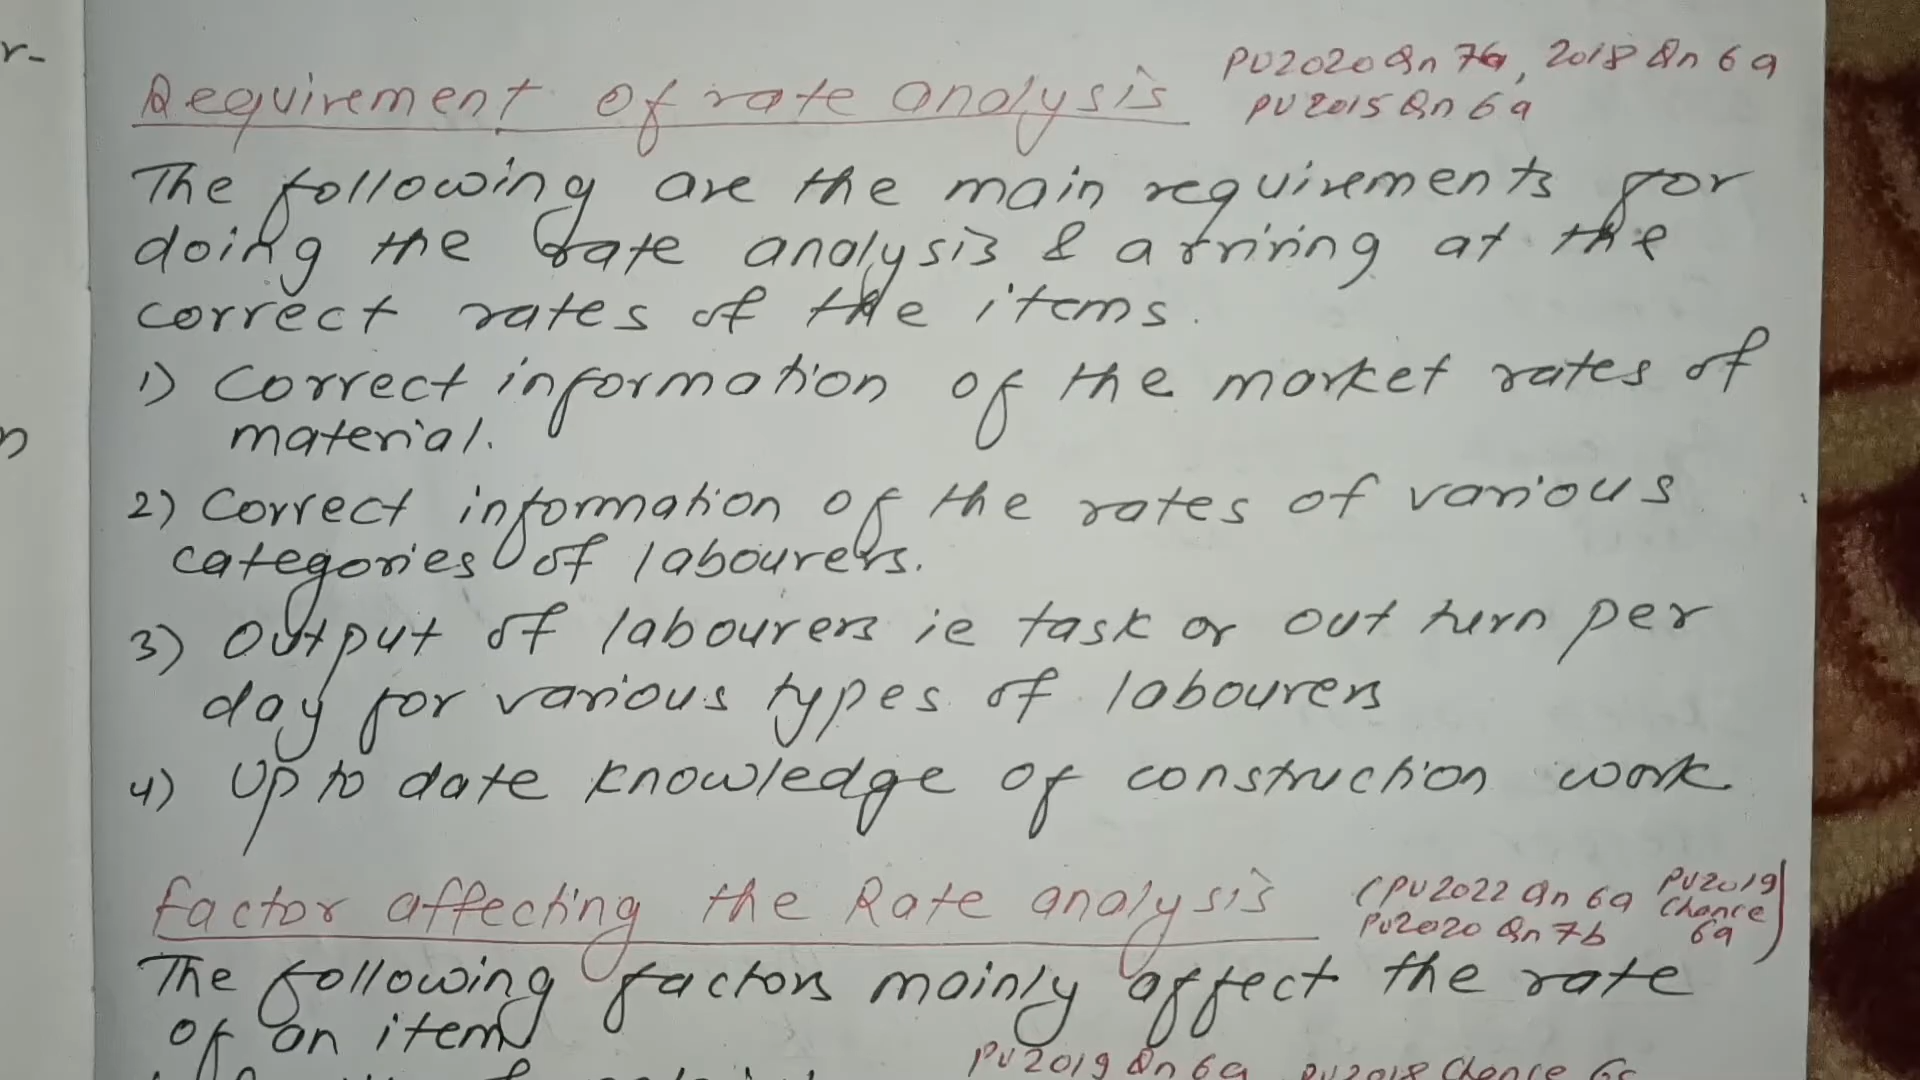 r-
Requirement of rate analysis PU2020 Qn 7a, 2018 Qn 6a
PU 2015 Qn 6a
The following are the main requirements for
doing the rate analysis & arriving at the
correct rates of the items.
1) Correct information of the market rates of
material.
2) Correct information of the rates of various
categories of labourers.
3) Output of labourers ie task or out turn per
day for various types of labourers
4) Up to date knowledge of construction work
Factor affecting the Rate analysis (PU2022 Qn 6a PU2019
PU2020 Qn 7b Chance 6a)
The following factors mainly affect the rate
of an item
PU2019 Qn 6a PU2018 Chance